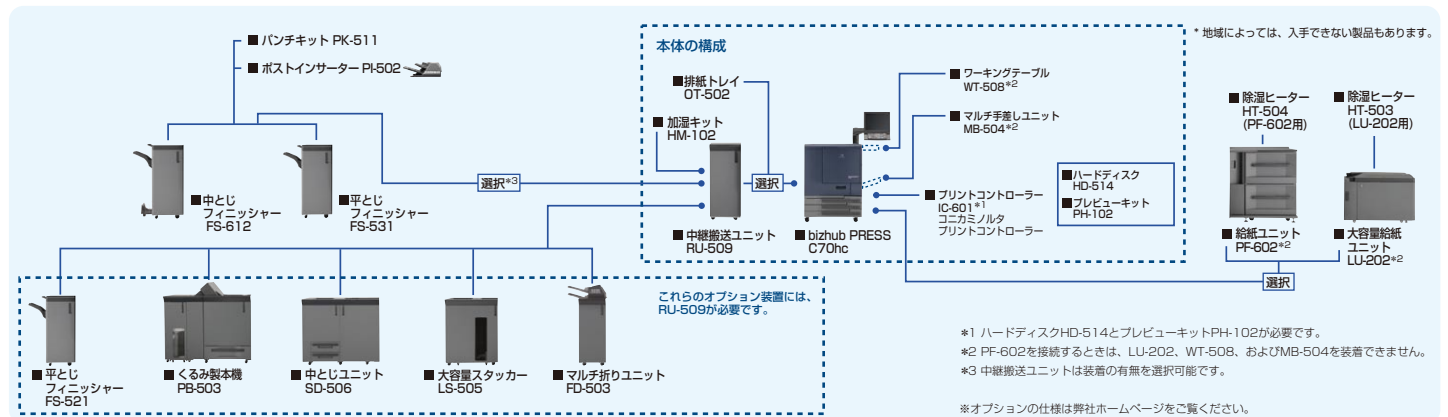 ■ パンチキット PK-511
■ ポストインサーター PI-502
本体の構成
* 地域によっては、入手できない製品もあります。
■排紙トレイ
OT-502
■ 加湿キット
HM-102
■ ワーキングテーブル
WT-508*2
■ マルチ手差しユニット
MB-504*2
■ 除湿ヒーター
HT-504
(PF-602用)
■ 除湿ヒーター
HT-503
(LU-202用)
選択*3
選択
■ハードディスク
HD-514
■プレビューキット
PH-102
■ プリントコントローラー
IC-601*1
コニカミノルタ
プリントコントローラー
■ 中とじ
フィニッシャー
FS-612
■ 平とじ
フィニッシャー
FS-531
■ 中継搬送ユニット
RU-509
■ bizhub PRESS
C70hc
■ 給紙ユニット
PF-602*2
■ 大容量給紙
ユニット
LU-202*2
選択
これらのオプション装置には、
RU-509が必要です。
■ 平とじ
フィニッシャー
FS-521
■ くるみ製本機
PB-503
■ 中とじユニット
SD-506
■ 大容量スタッカー
LS-505
■ マルチ折りユニット
FD-503
*1 ハードディスクHD-514とプレビューキットPH-102が必要です。
*2 PF-602を接続するときは、LU-202、WT-508、およびMB-504を装着できません。
*3 中継搬送ユニットは装着の有無を選択可能です。
※オプションの仕様は弊社ホームページをご覧ください。